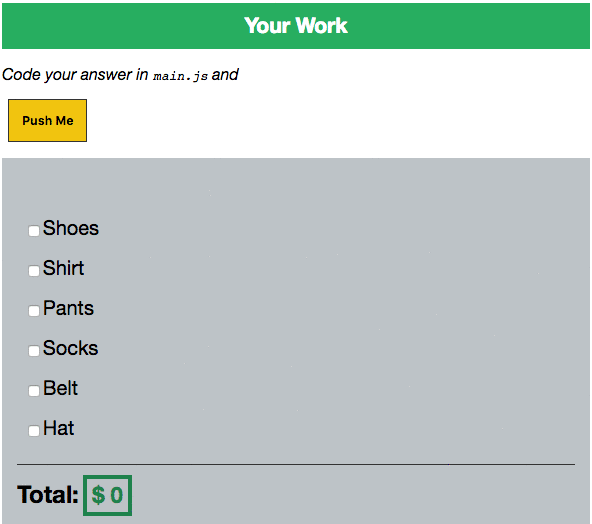 Your Work
Code your answer in main.js and
Push Me
Shoes
Shirt
Pants
Socks
Belt
Hat
Total: $ 0